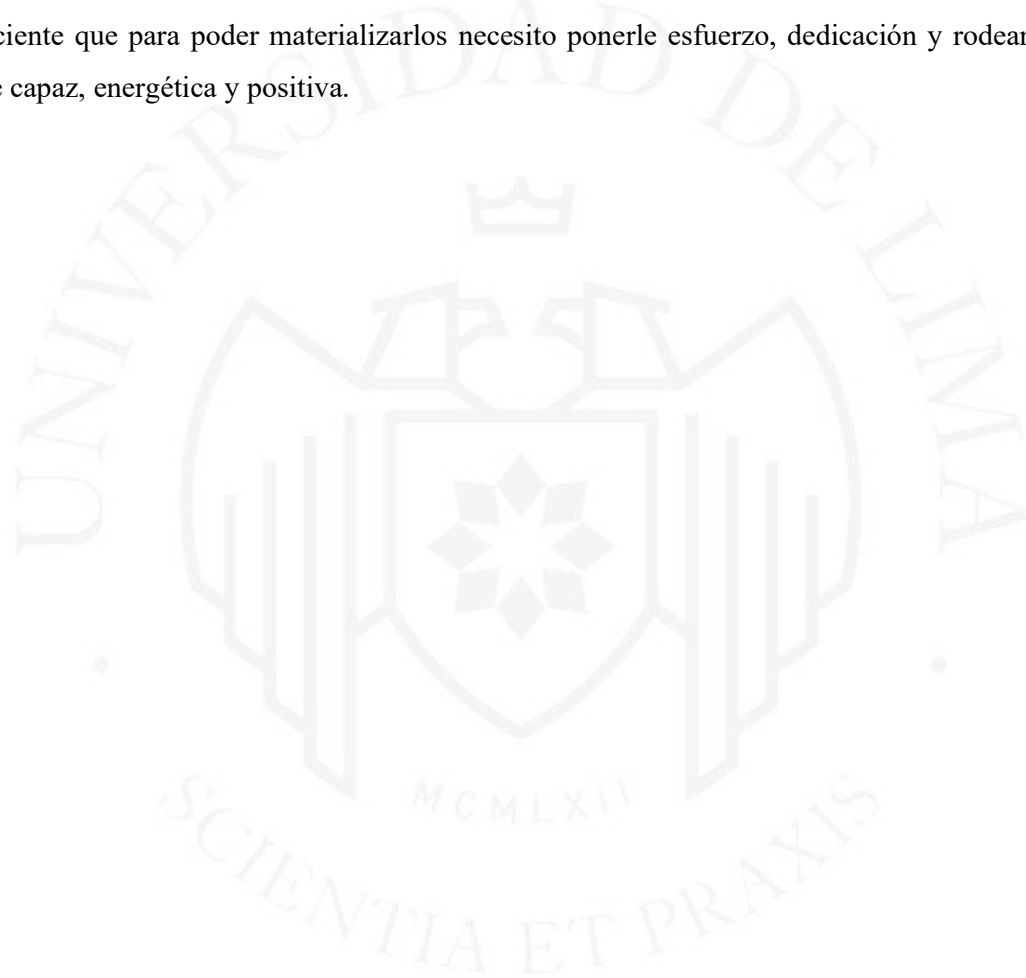 ciente que para poder materializarlos necesito ponerle esfuerzo, dedicación y rodear
capaz, energética y positiva.
UNIVERSIDAD DE LIMA
MCMLXII
SCIENTIA ET PRAXIS